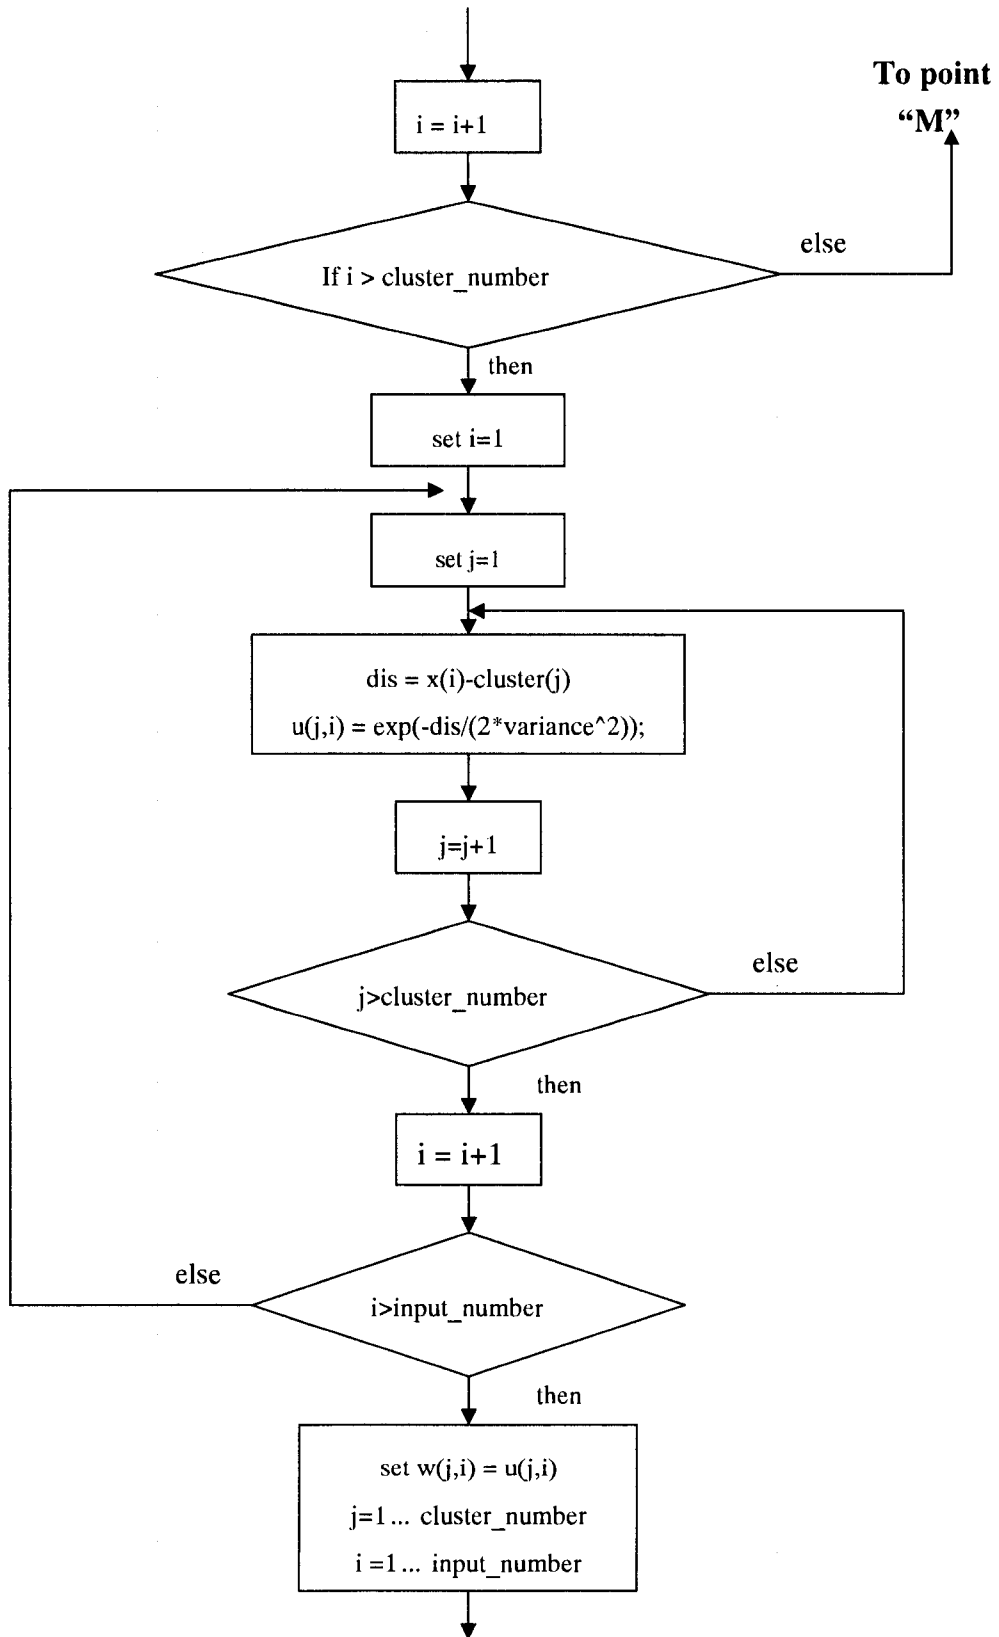 To point
“M”
i = i+1
else
If i > cluster_number
then
set i=1
set j=1
dis = x(i)-cluster(j)
u(j,i) = exp(-dis/(2*variance^2));
j=j+1
else
j>cluster_number
then
i = i+1
else
i>input_number
then
set w(j,i) = u(j,i)
j=1... cluster_number
i =1... input_number